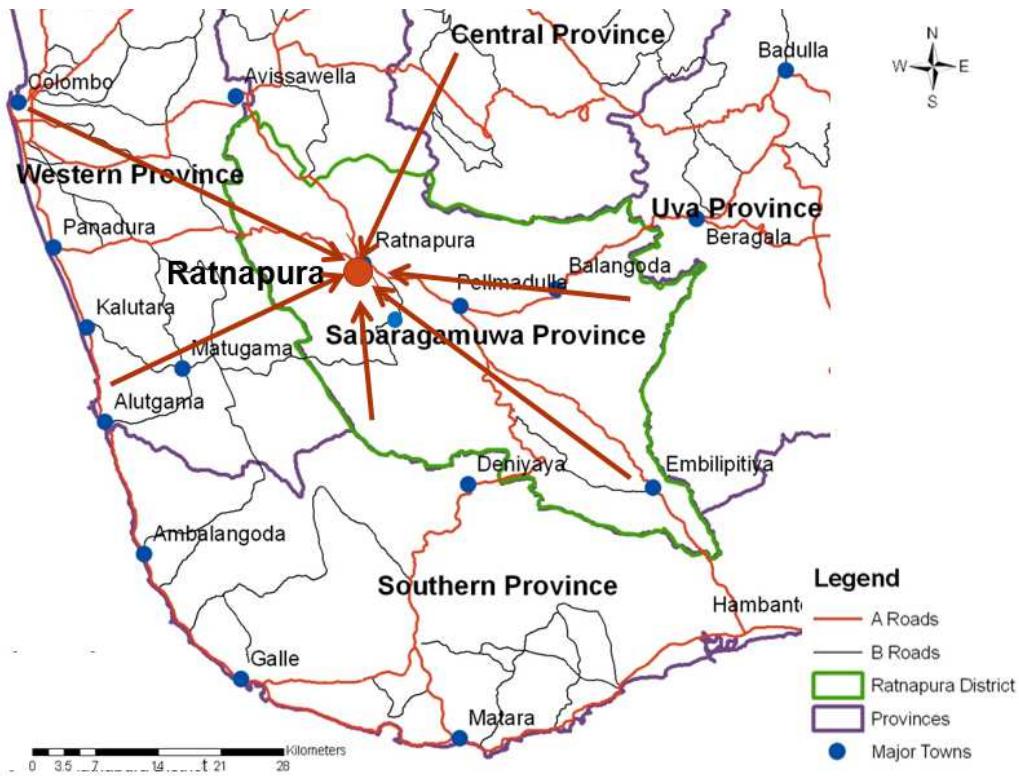 Central Province
N
W E
S
Badulla
Colombo
Avissawella
Western Province
Uva Province
Beragala
Panadura
Ratnapura
Ratnapura
Balangoda
Pellmadulla
Kalutara
Sabaragamuwa Province
Matugama
Alutgama
Deniyaya
Embilipitiya
Ambalangoda
Southern Province
Hambanto
Galle
Matara
Legend
A Roads
B Roads
Ratnapura District
Provinces
Major Towns
Kilometers
0 3.5 7 14 21 28